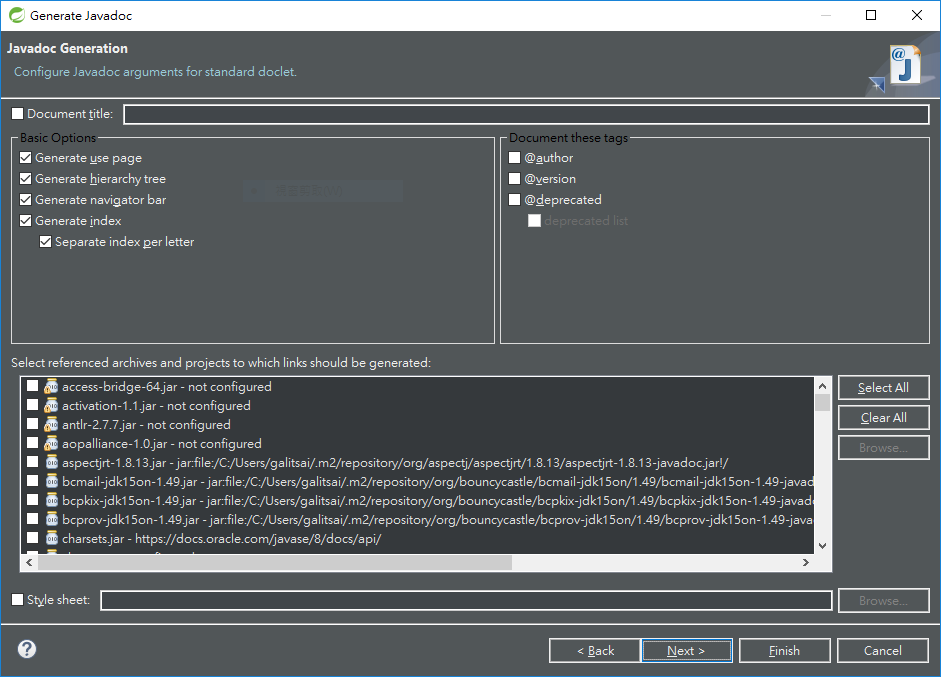 Generate Javadoc
Javadoc Generation
Configure Javadoc arguments for standard doclet.
@
J
Document title:
Basic Options
Generate use page
Generate hierarchy tree
Generate navigator bar
Generate index
Separate index per letter
Document these tags
@author
@version
@deprecated
deprecated list
Select referenced archives and projects to which links should be generated:
access-bridge-64.jar - not configured
activation-1.1.jar - not configured
antlr-2.7.7.jar - not configured
aopalliance-1.0.jar - not configured
aspectjrt-1.8.13.jar - jar:file:/C:/Users/galitsai/.m2/repository/org/aspectj/aspectjrt/1.8.13/aspectjrt-1.8.13-javadoc.jar!/
bcmail-jdk15on-1.49.jar - jar:file:/C:/Users/galitsai/.m2/repository/org/bouncycastle/bcmail-jdk15on/1.49/bcmail-jdk15on-1.49-javad
bcpkix-jdk15on-1.49.jar - jar:file:/C:/Users/galitsai/.m2/repository/org/bouncycastle/bcpkix-jdk15on/1.49/bcpkix-jdk15on-1.49-javadc
bcprov-jdk15on-1.49.jar - jar:file:/C:/Users/galitsai/.m2/repository/org/bouncycastle/bcprov-jdk15on/1.49/bcprov-jdk15on-1.49-java
charsets.jar - https://docs.oracle.com/javase/8/docs/api/
Select All
Clear All
Browse...
Style sheet:
Browse...
?
< Back
Next >
Finish
Cancel